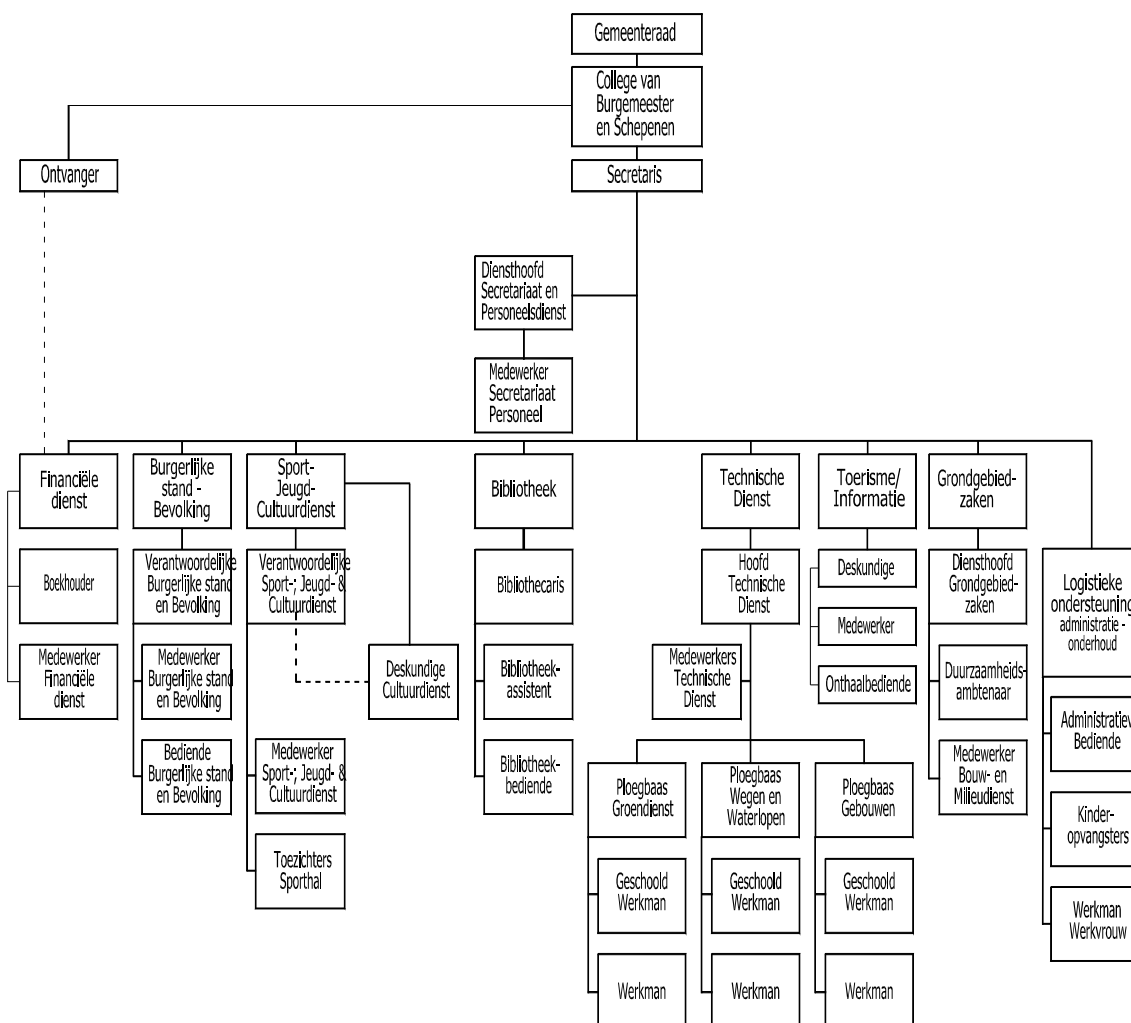 Gemeenteraad
College van
Burgemeester
en Schepenen
Ontvanger
Secretaris
Diensthoofd
Secretariaat en
Personeelsdienst
Medewerker
Secretariaat
Personeel
Financiële
dienst
Boekhouder
Medewerker
Financiële
dienst
Burgerlijke
stand -
Bevolking
Verantwoordelijke
Burgerlijke stand
en Bevolking
Medewerker
Burgerlijke stand
en Bevolking
Bediende
Burgerlijke stand
en Bevolking
Sport-
Jeugd-
Cultuurdienst
Verantwoordelijke
Sport-; Jeugd- &
Cultuurdienst
Deskundige
Cultuurdienst
Medewerker
Sport-; Jeugd- &
Cultuurdienst
Toezichters
Sporthal
Bibliotheek
Bibliothecaris
Bibliotheek-
assistent
Bibliotheek-
bediende
Technische
Dienst
Hoofd
Technische
Dienst
Medewerkers
Technische
Dienst
Ploegbaas
Groendienst
Geschoold
Werkman
Werkman
Ploegbaas
Wegen en
Waterlopen
Geschoold
Werkman
Werkman
Ploegbaas
Gebouwen
Geschoold
Werkman
Werkman
Toerisme/
Informatie
Deskundige
Medewerker
Onthaalbediende
Grondgebied-
zaken
Diensthoofd
Grondgebied-
zaken
Duurzaamheids-
ambtenaar
Medewerker
Bouw- en
Milieudienst
Logistieke
ondersteuning
administratie -
onderhoud
Administratiev
Bediende
Kinder-
opvangsters
Werkman
Werkvrouw